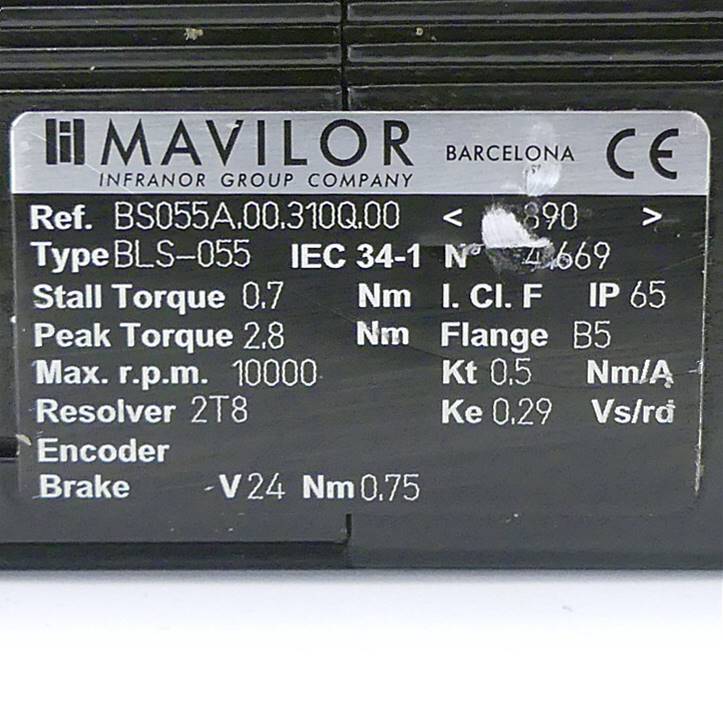 MAVILOR BARCELONA CE
INFRANOR GROUP COMPANY
Ref. BS055A.00.310Q.00 < >
Type BLS-055 IEC 34-1 N°
Stall Torque 0.7 Nm I. Cl. F IP 65
Peak Torque 2.8 Nm Flange B5
Max. r.p.m. 10000 Kt 0.5 Nm/A
Resolver 2T8 Ke 0.29 Vs/rd
Encoder
Brake V 24 Nm 0.75